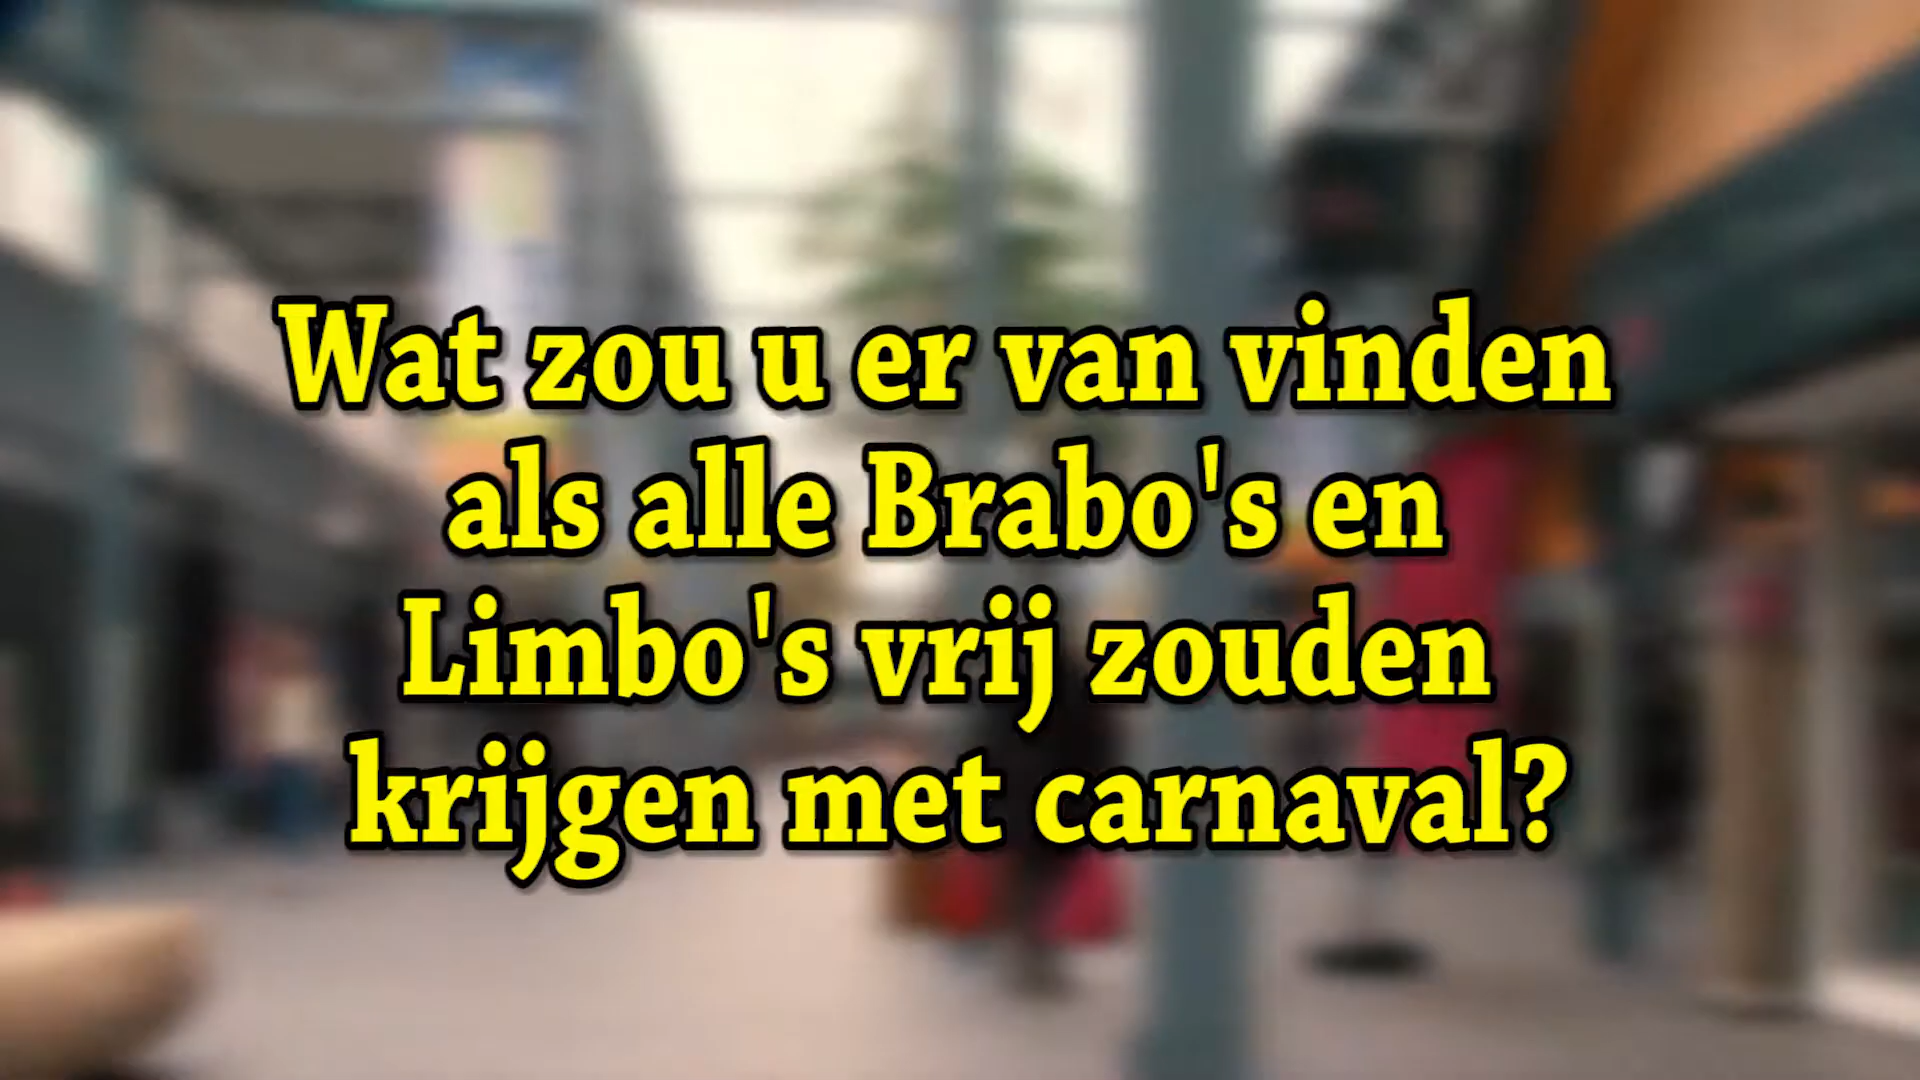 Wat zou u er van vinden
als alle Brabo's en
Limbo's vrij zouden
krijgen met carnaval?